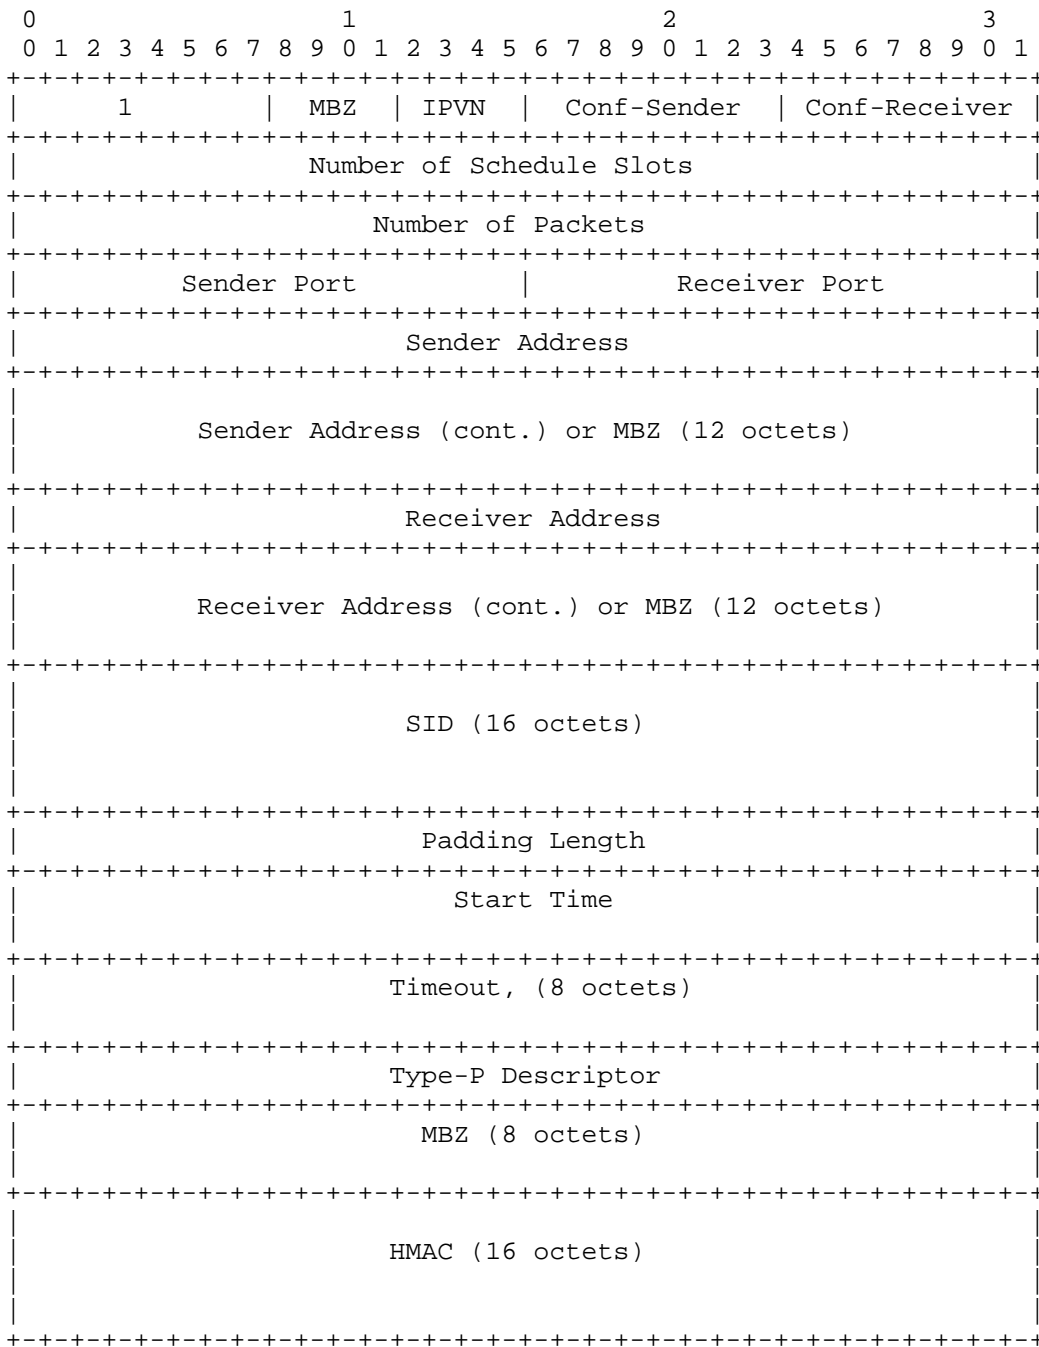 0                   1                   2                   3
0 1 2 3 4 5 6 7 8 9 0 1 2 3 4 5 6 7 8 9 0 1 2 3 4 5 6 7 8 9 0 1
+-+-+-+-+-+-+-+-+-+-+-+-+-+-+-+-+-+-+-+-+-+-+-+-+-+-+-+-+-+-+-+-+
|      1        |  MBZ  | IPVN  |  Conf-Sender  | Conf-Receiver |
+-+-+-+-+-+-+-+-+-+-+-+-+-+-+-+-+-+-+-+-+-+-+-+-+-+-+-+-+-+-+-+-+
|                  Number of Schedule Slots                     |
+-+-+-+-+-+-+-+-+-+-+-+-+-+-+-+-+-+-+-+-+-+-+-+-+-+-+-+-+-+-+-+-+
|                      Number of Packets                        |
+-+-+-+-+-+-+-+-+-+-+-+-+-+-+-+-+-+-+-+-+-+-+-+-+-+-+-+-+-+-+-+-+
|          Sender Port          |         Receiver Port         |
+-+-+-+-+-+-+-+-+-+-+-+-+-+-+-+-+-+-+-+-+-+-+-+-+-+-+-+-+-+-+-+-+
|                        Sender Address                         |
+-+-+-+-+-+-+-+-+-+-+-+-+-+-+-+-+-+-+-+-+-+-+-+-+-+-+-+-+-+-+-+-+
|                                                               |
|           Sender Address (cont.) or MBZ (12 octets)           |
|                                                               |
+-+-+-+-+-+-+-+-+-+-+-+-+-+-+-+-+-+-+-+-+-+-+-+-+-+-+-+-+-+-+-+-+
|                        Receiver Address                       |
+-+-+-+-+-+-+-+-+-+-+-+-+-+-+-+-+-+-+-+-+-+-+-+-+-+-+-+-+-+-+-+-+
|                                                               |
|           Receiver Address (cont.) or MBZ (12 octets)         |
|                                                               |
+-+-+-+-+-+-+-+-+-+-+-+-+-+-+-+-+-+-+-+-+-+-+-+-+-+-+-+-+-+-+-+-+
|                                                               |
|                        SID (16 octets)                        |
|                                                               |
|                                                               |
+-+-+-+-+-+-+-+-+-+-+-+-+-+-+-+-+-+-+-+-+-+-+-+-+-+-+-+-+-+-+-+-+
|                         Padding Length                        |
+-+-+-+-+-+-+-+-+-+-+-+-+-+-+-+-+-+-+-+-+-+-+-+-+-+-+-+-+-+-+-+-+
|                           Start Time                          |
|                                                               |
+-+-+-+-+-+-+-+-+-+-+-+-+-+-+-+-+-+-+-+-+-+-+-+-+-+-+-+-+-+-+-+-+
|                       Timeout, (8 octets)                     |
|                                                               |
+-+-+-+-+-+-+-+-+-+-+-+-+-+-+-+-+-+-+-+-+-+-+-+-+-+-+-+-+-+-+-+-+
|                       Type-P Descriptor                       |
+-+-+-+-+-+-+-+-+-+-+-+-+-+-+-+-+-+-+-+-+-+-+-+-+-+-+-+-+-+-+-+-+
|                         MBZ (8 octets)                        |
|                                                               |
+-+-+-+-+-+-+-+-+-+-+-+-+-+-+-+-+-+-+-+-+-+-+-+-+-+-+-+-+-+-+-+-+
|                                                               |
|                       HMAC (16 octets)                        |
|                                                               |
|                                                               |
+-+-+-+-+-+-+-+-+-+-+-+-+-+-+-+-+-+-+-+-+-+-+-+-+-+-+-+-+-+-+-+-+